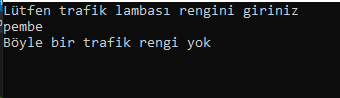 Lütfen trafik lambası rengini giriniz
pembe
Böyle bir trafik rengi yok